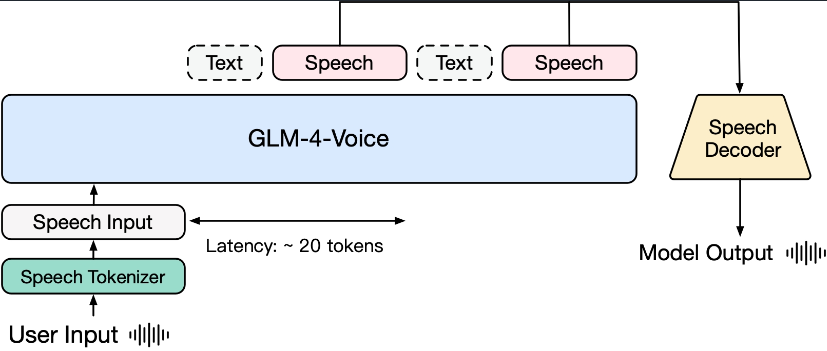 Text
Speech
Text
Speech
GLM-4-Voice
Speech
Decoder
Speech Input
Latency: ~ 20 tokens
Model Output
Speech Tokenizer
User Input